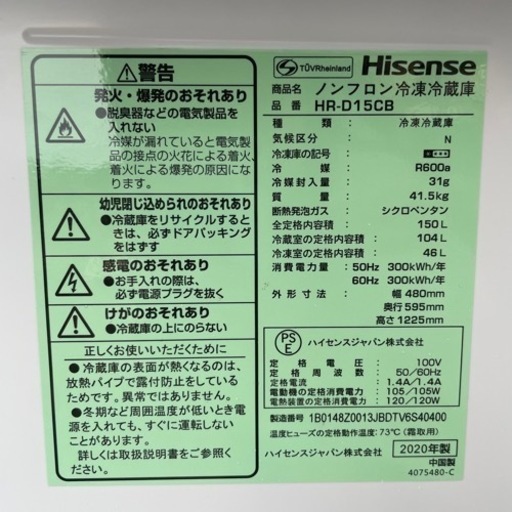 警告
発火・爆発のおそれあり
●脱臭器などの電気製品を
入れない
冷媒が漏れていると電気製
品の接点の火花による着火、
着火による爆発の原因にな
ります。
幼児閉じ込められのおそれあり
●冷蔵庫をリサイクルすると
きは、必ずドアパッキング
をはずす
感電のおそれあり
●お手入れの際は、
必ず電源プラグを抜く
けがのおそれあり
●冷蔵庫の上にのらない
正しくお使いいただくために
●冷蔵庫の表面が熱くなるのは、
放熱パイプで露付防止をしている
ためです。異常ではありません。
●冬期など周囲温度が低いとき電
源を入れても、すぐに運転しない
ことがあります。
詳しくは取扱説明書をご覧くださ
い。
TÜVRheinland
Hisense
商品名 ノンフロン冷凍冷蔵庫
品番 HR-D15CB
種類: 冷凍冷蔵庫
気候区分: N
冷凍庫の記号:
冷媒: R600a
冷媒封入量: 31g
質量: 41.5kg
断熱発泡ガス: シクロペンタン
全定格内容積: 150L
冷蔵室の定格内容積: 104L
冷凍室の定格内容積: 46L
消費電力量: 50Hz 300kWh/年
60Hz 300kWh/年
外形寸法: 幅480mm
奥行595mm
高さ1225mm
PS
E
ハイセンスジャパン株式会社
定格電圧: 100V
定格周波数: 50/60Hz
定格電流: 1.4A/1.4A
電動機の定格消費電力: 105/105W
電熱装置の定格消費電力: 120/120W
製造番号 1B0148Z0013JBDTV6S40400
温度ヒューズの定格動作温度:73℃(霜取用)
ハイセンスジャパン株式会社
2020年製
中国製
4075480-C